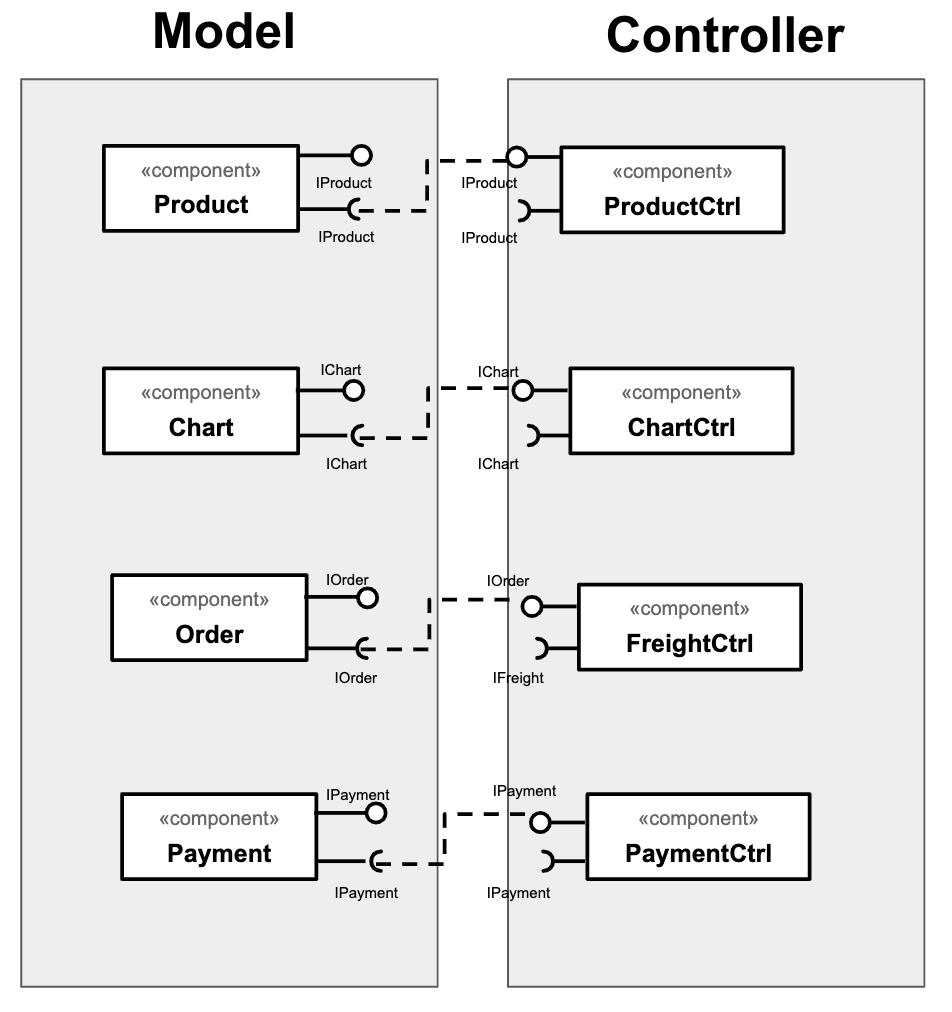 Model
Controller
«component»
Product
IProduct
IProduct
IProduct
IProduct
«component»
ProductCtrl
«component»
Chart
IChart
IChart
IChart
IChart
«component»
ChartCtrl
«component»
Order
IOrder
IOrder
IOrder
IFreight
«component»
FreightCtrl
«component»
Payment
IPayment
IPayment
IPayment
IPayment
«component»
PaymentCtrl